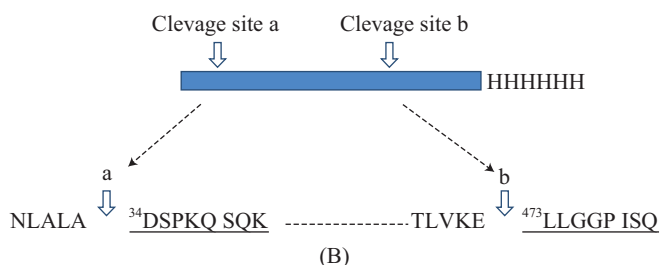 Clevage site a Clevage site b
HHHHHH
a b
NLALA ³⁴DSPKQ SQK TLVKE ⁴⁷³LLGGP ISQ
(B)